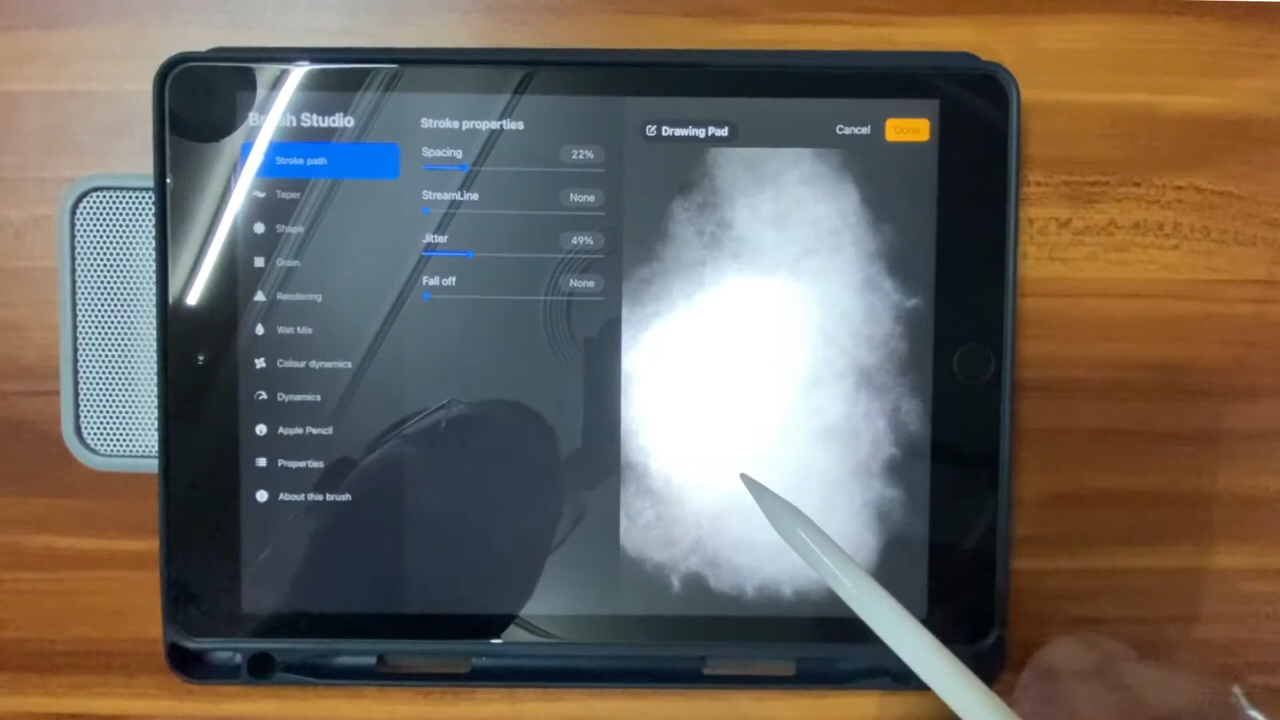 Brush Studio
Stroke path
Taper
Shape
Grain
Rendering
Wet Mix
Colour dynamics
Dynamics
Apple Pencil
Properties
About this brush
Stroke properties
Spacing 22%
StreamLine None
Jitter 49%
Fall off None
Drawing Pad
Cancel Done